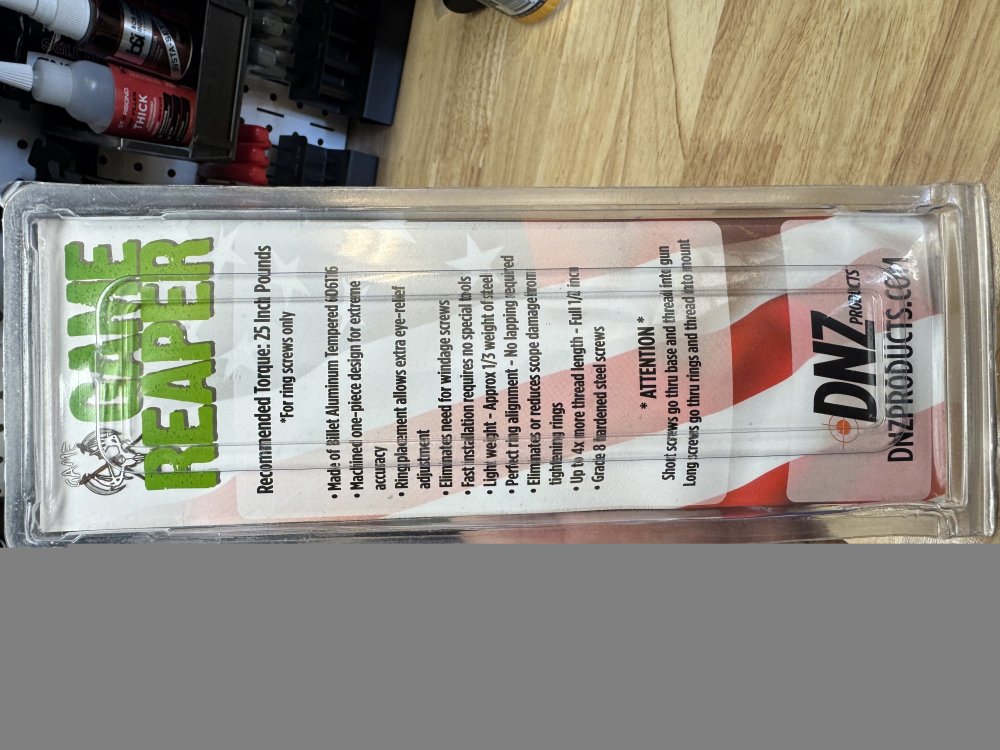 GAME
GAME
REAPER
Recommended Torque: 25 Inch Pounds
*For ring screws only
• Made of Billet Aluminum Tempered 6061T6
• Machined one-piece design for extreme
accuracy
• Ring placement allows extra eye-relief
adjustment
• Eliminates need for windage screws
• Fast installation requires no special tools
• Light weight - Approx 1/3 weight of steel
• Perfect ring alignment - No lapping required
• Eliminates or reduces scope damage from
tightening rings
• Up to 4x more thread length - Full 1/2 inch
• Grade 8 hardened steel screws
* ATTENTION *
Short screws go thru base and thread into gun
Long screws go thru rings and thread into mount
DNZ
PRODUCTS
DNZPRODUCTS.COM
THICK
INSTA-